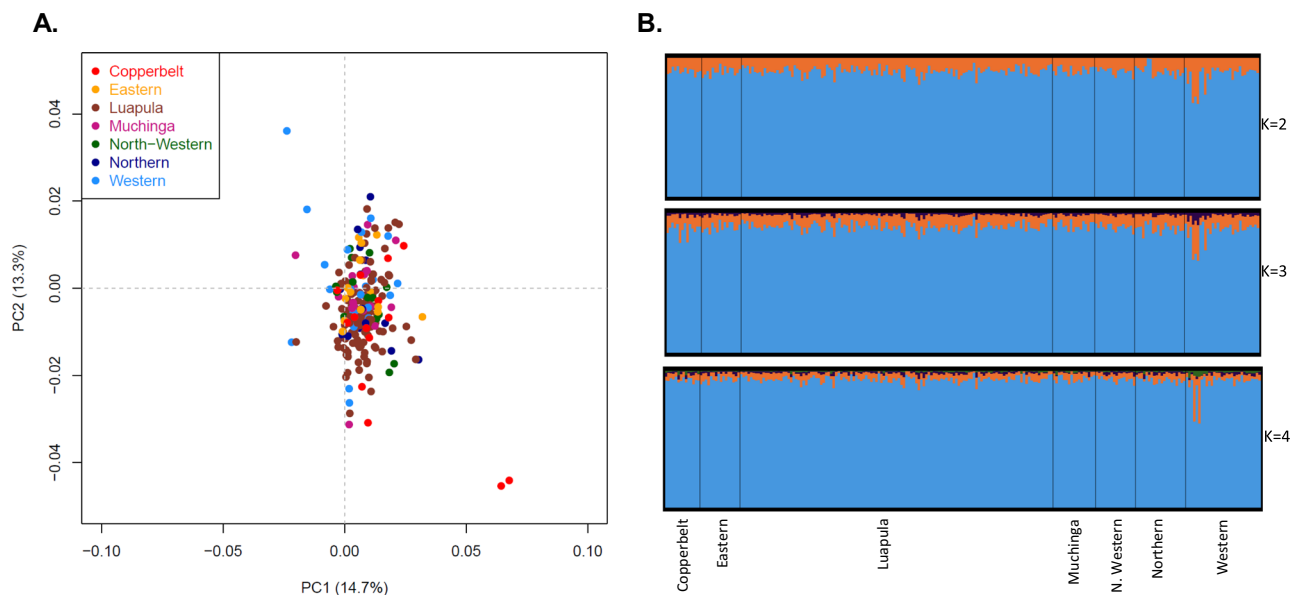 A.
Copperbelt
Eastern
Luapula
Muchinga
North−Western
Northern
Western
PC2 (13.3%)
0.04
0.02
0.00
−0.02
−0.04
−0.10
−0.05
0.00
0.05
0.10
PC1 (14.7%)
B.
K=2
K=3
K=4
Copperbelt
Eastern
Luapula
Muchinga
N. Western
Northern
Western